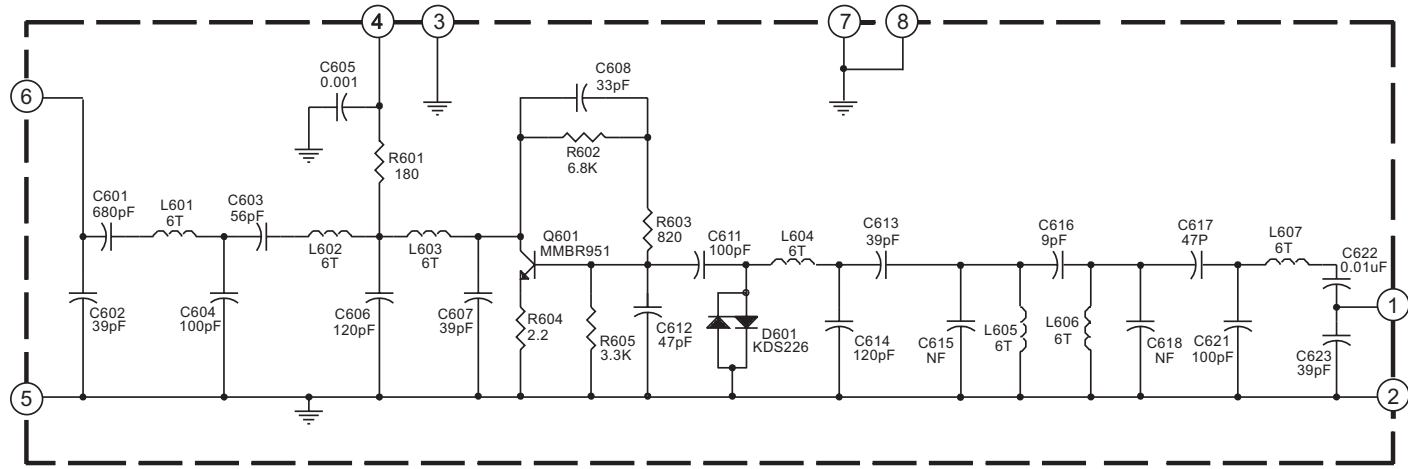 4
3
7
8
6
C605
0.001
C608
33pF
R601
180
R602
6.8K
C601
680pF
L601
6T
C603
56pF
L602
6T
L603
6T
Q601
MMBR951
R603
820
C611
100pF
L604
6T
C613
39pF
C616
9pF
C617
47P
L607
6T
C622
0.01uF
1
C602
39pF
C604
100pF
C606
120pF
C607
39pF
R604
2.2
R605
3.3K
C612
47pF
D601
KDS226
C614
120pF
C615
NF
L605
6T
L606
6T
C618
NF
C621
100pF
C623
39pF
5
2